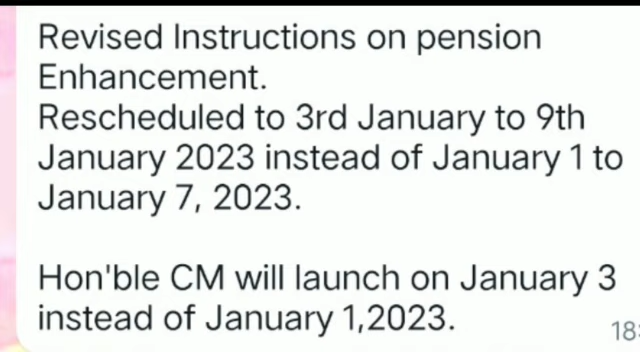 Revised Instructions on pension
Enhancement.
Rescheduled to 3rd January to 9th
January 2023 instead of January 1 to
January 7, 2023.
Hon'ble CM will launch on January 3
instead of January 1,2023.
18: